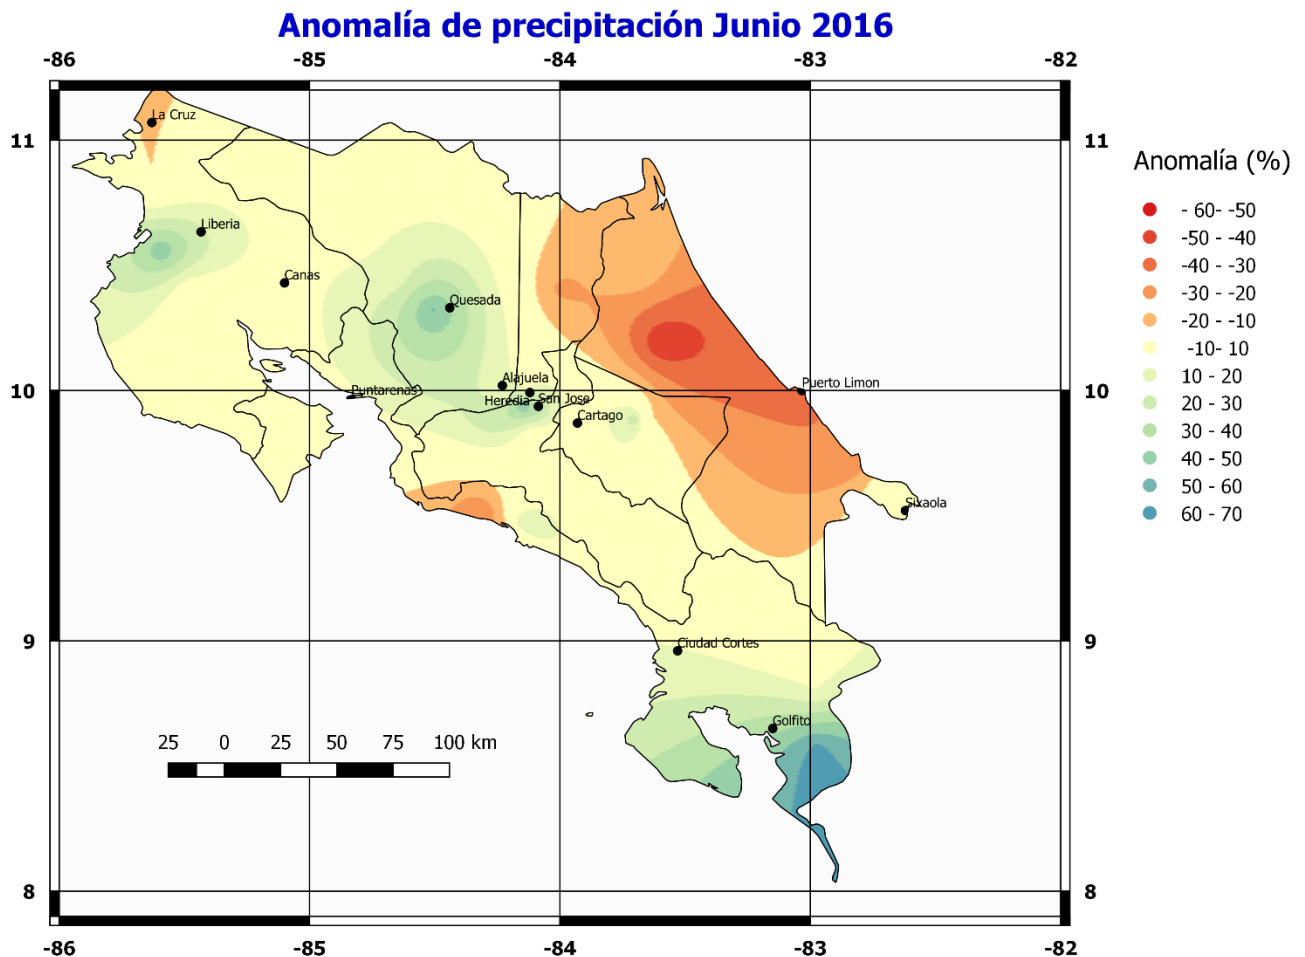 Anomalía de precipitación Junio 2016
-86 -85 -84 -83 -82
11 11
La Cruz
Anomalía (%)
- 60- -50
-50 - -40
-40 - -30
-30 - -20
-20 - -10
-10- 10
10 - 20
20 - 30
30 - 40
40 - 50
50 - 60
60 - 70
Liberia
Canas
Quesada
10 10
Alajuela
Puerto Limon
Puntarenas
Heredia
San Jose
Cartago
Sixaola
9 9
Ciudad Cortes
Golfito
25 0 25 50 75 100 km
8 8
-86 -85 -84 -83 -82